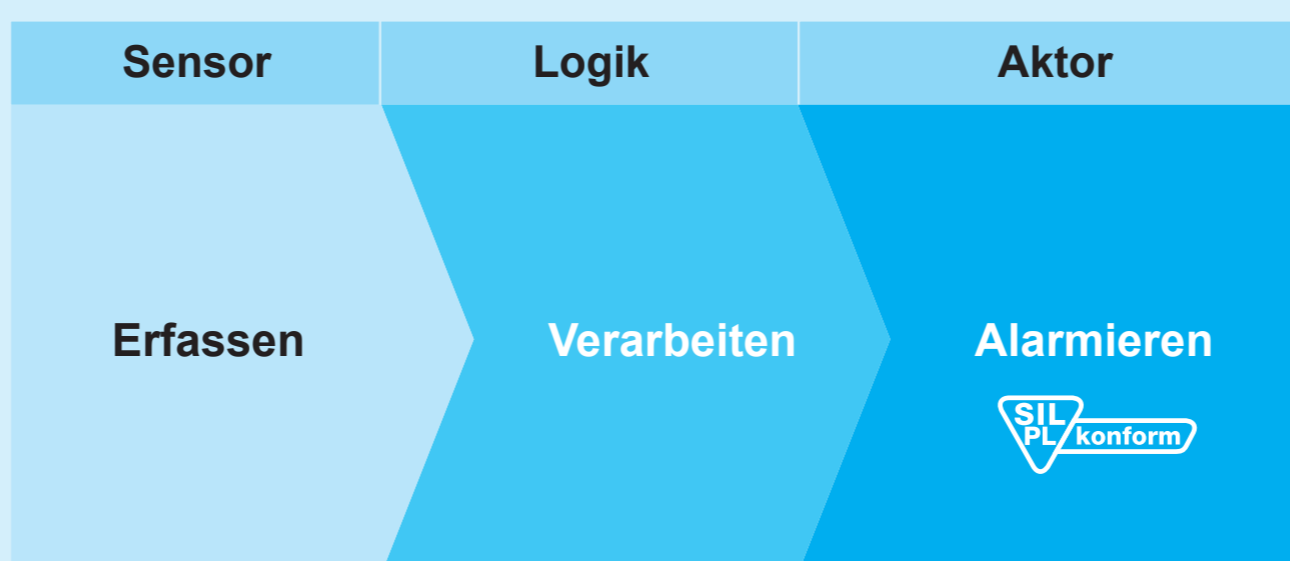 Sensor
Logik
Aktor
Erfassen
Verarbeiten
Alarmieren
SIL
PL konform